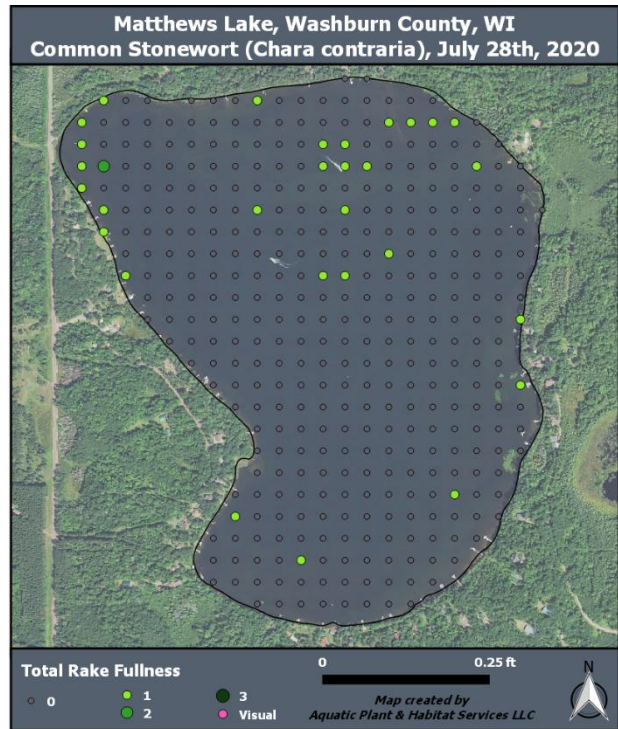 Matthews Lake, Washburn County, WI
Common Stonewort (Chara contraria), July 28th, 2020
Total Rake Fullness
0
1
2
3
Visual
0
0.25 ft
Map created by
Aquatic Plant & Habitat Services LLC
N